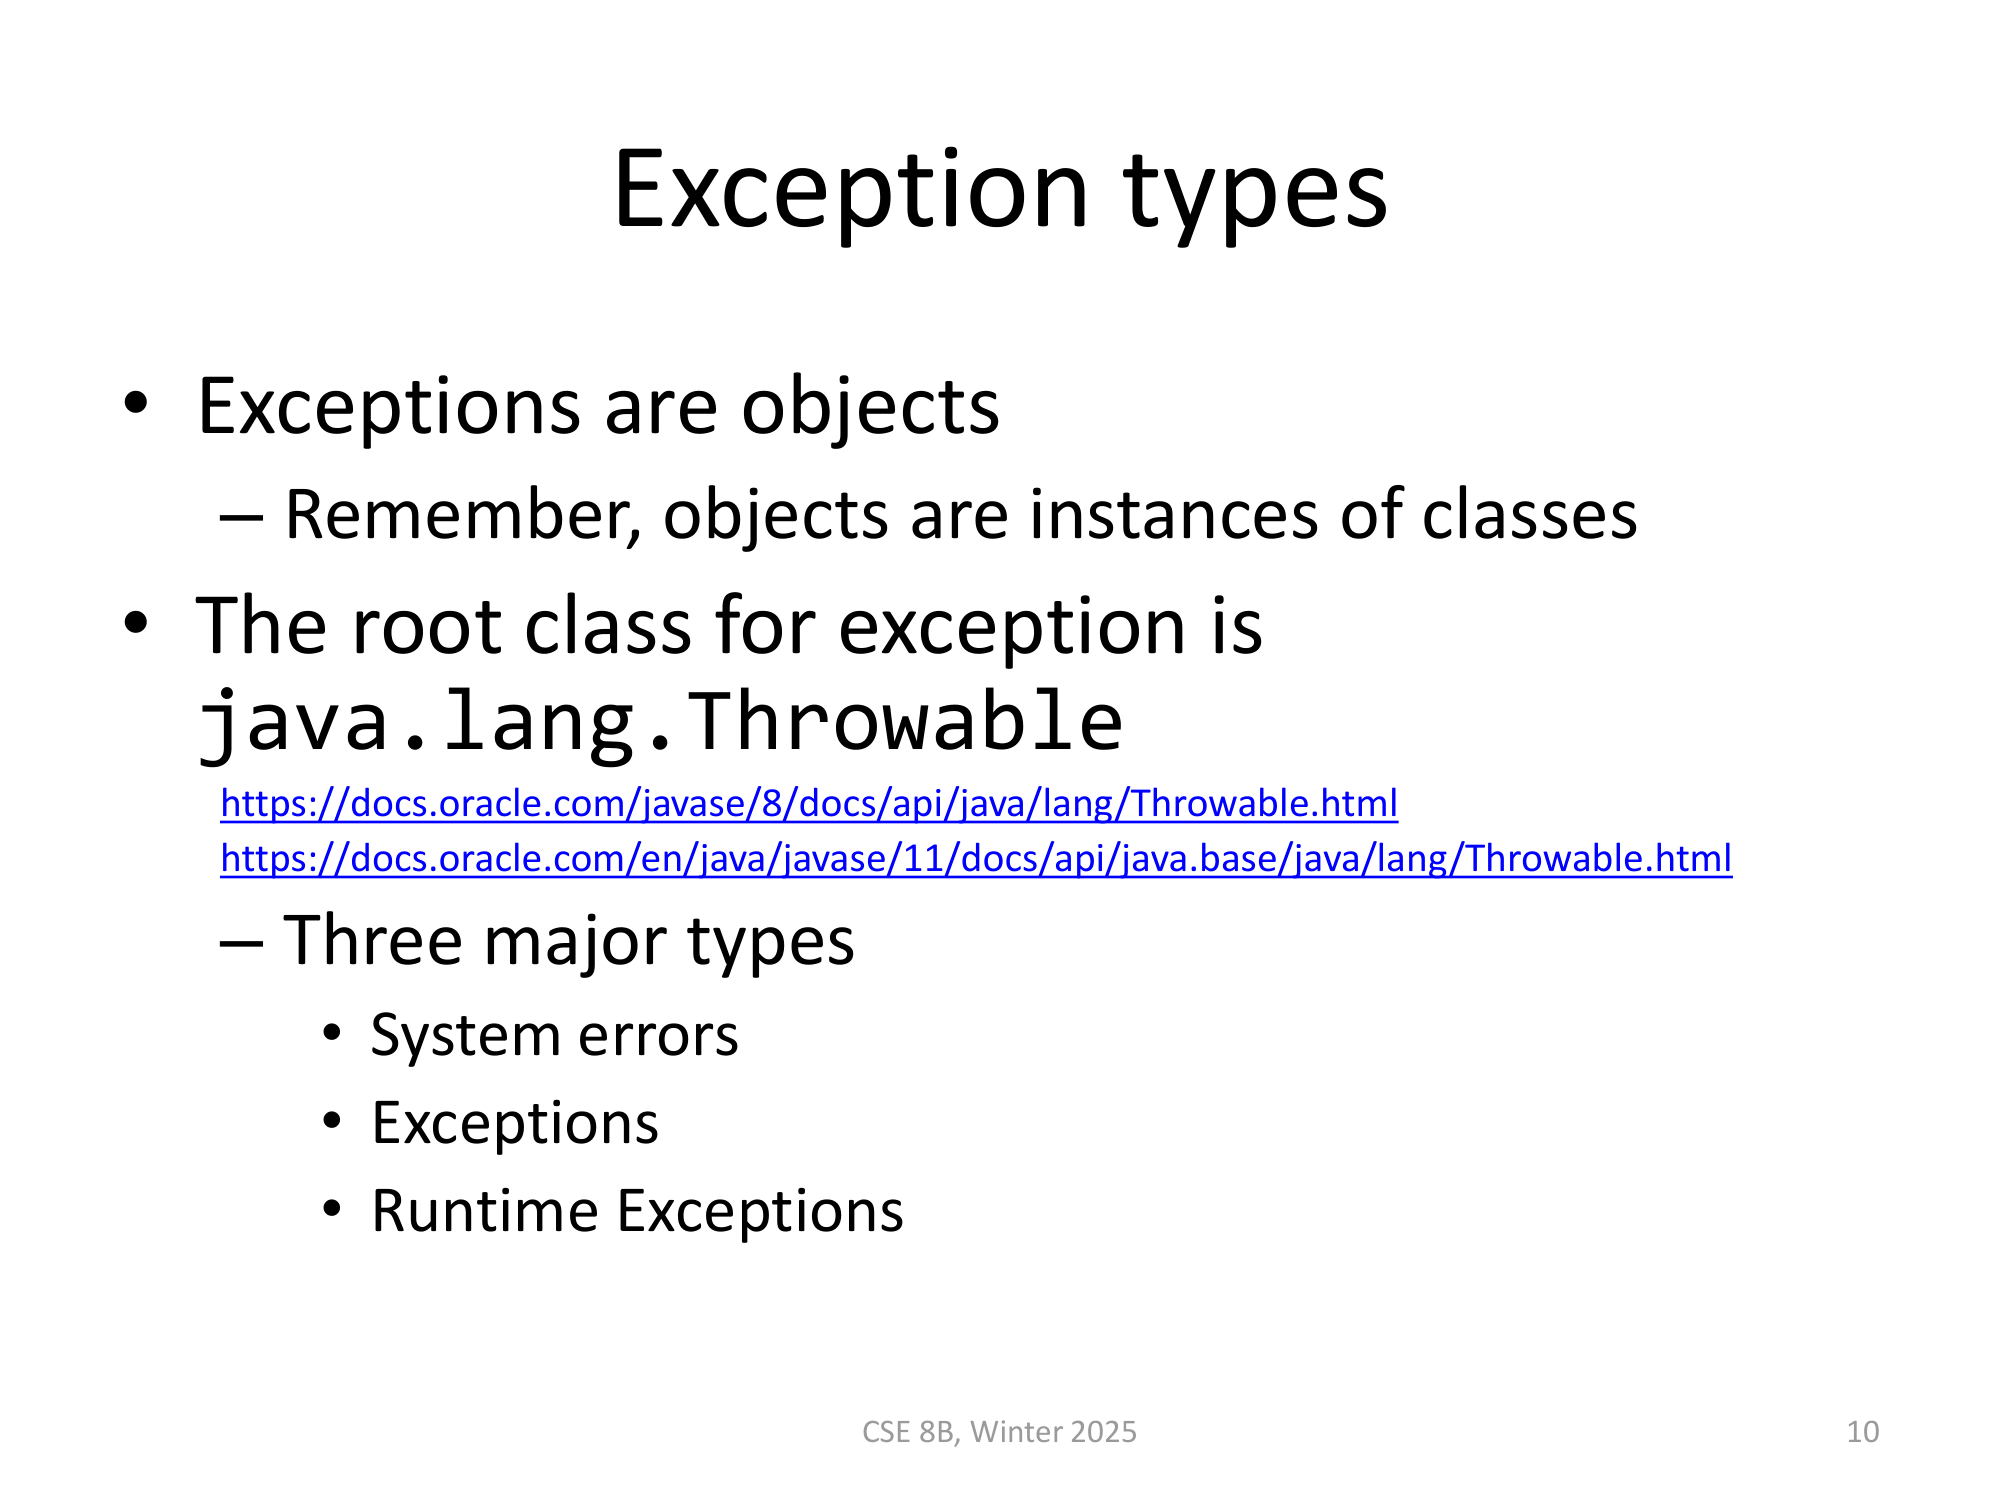 Exception types
• Exceptions are objects
– Remember, objects are instances of classes
• The root class for exception is
java.lang.Throwable
https://docs.oracle.com/javase/8/docs/api/java/lang/Throwable.html
https://docs.oracle.com/en/java/javase/11/docs/api/java.base/java/lang/Throwable.html
– Three major types
• System errors
• Exceptions
• Runtime Exceptions
CSE 8B, Winter 2025
10